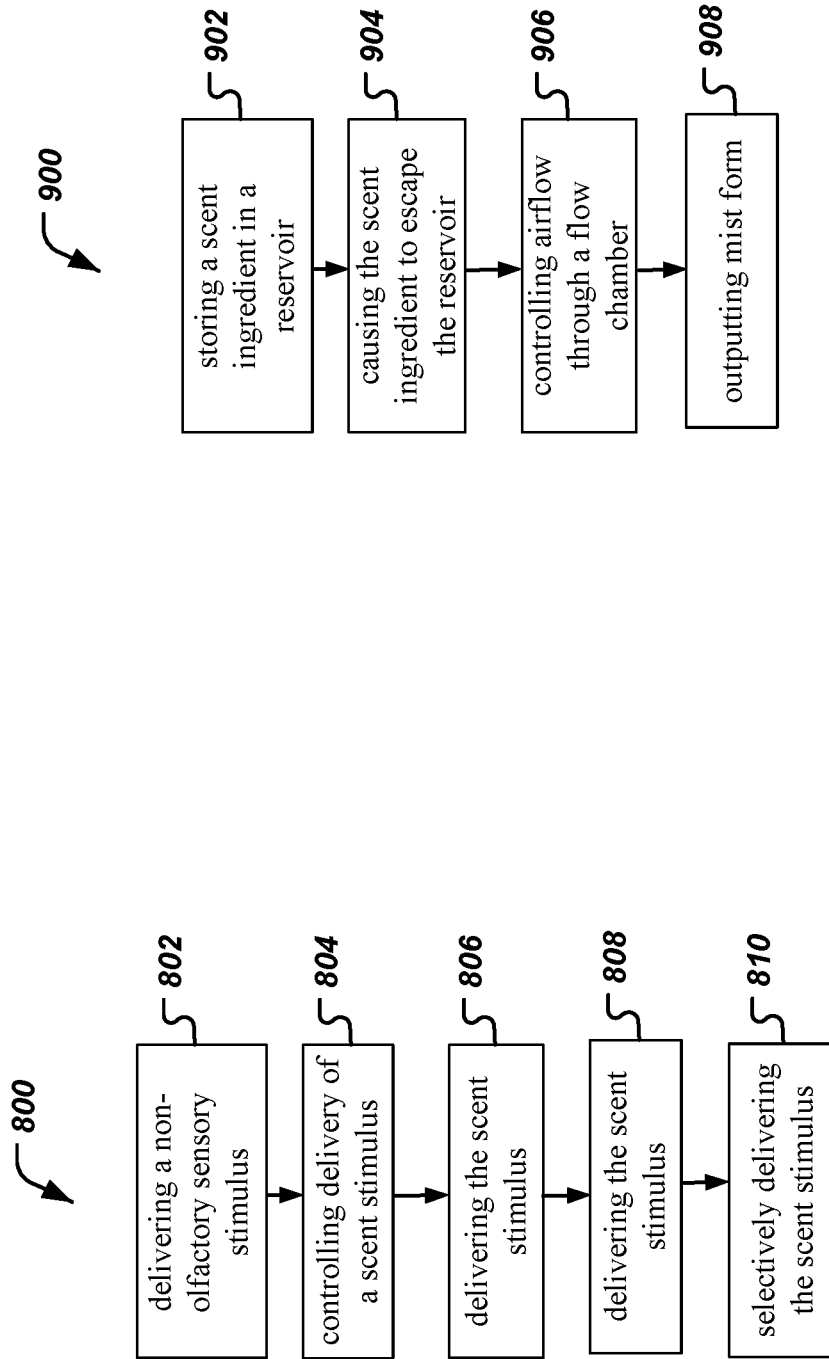 800
delivering a non-
olfactory sensory
stimulus
802
controlling delivery of
a scent stimulus
804
delivering the scent
stimulus
806
delivering the scent
stimulus
808
selectively delivering
the scent stimulus
810
900
storing a scent
ingredient in a
reservoir
902
causing the scent
ingredient to escape
the reservoir
904
controlling airflow
through a flow
chamber
906
outputting mist form
908